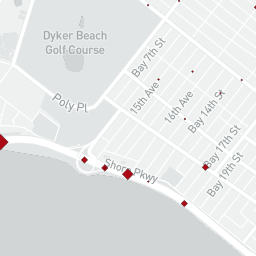 Dyker Beach
Golf Course
Bay 7th St
15th Ave
Poly Pl
16th Ave
Bay 14th St
Shore Pkwy
Bay 17th St
Bay 19th St